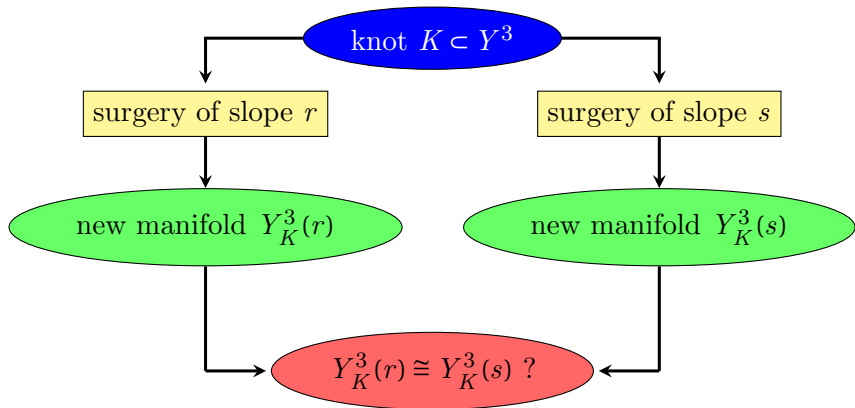 knot K ⊂ Y³
surgery of slope r
surgery of slope s
new manifold Y³_K(r)
new manifold Y³_K(s)
Y³_K(r) ≅ Y³_K(s) ?